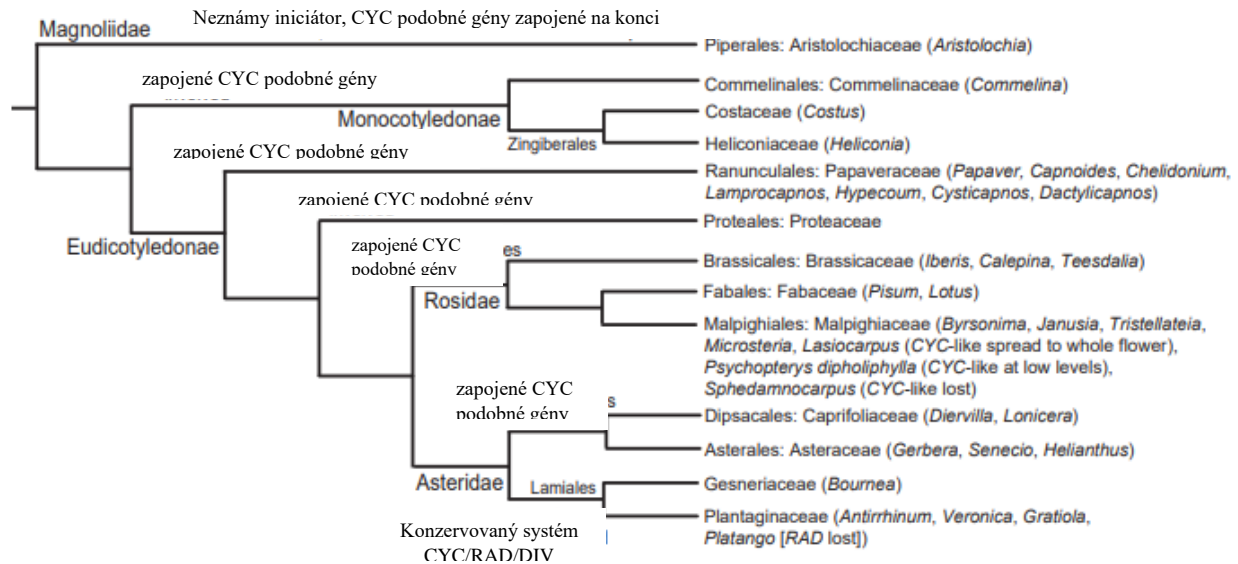 Neznámy iniciátor, CYC podobné gény zapojené na konci
Magnoliidae
Piperales: Aristolochiaceae (Aristolochia)
zapojené CYC podobné gény
Commelinales: Commelinaceae (Commelina)
Monocotyledonae
Costaceae (Costus)
Zingiberales
Heliconiaceae (Heliconia)
zapojené CYC podobné gény
Ranunculales: Papaveraceae (Papaver, Capnoides, Chelidonium,
Lamprocapnos, Hypecoum, Cysticapnos, Dactylicapnos)
zapojené CYC podobné gény
Proteales: Proteaceae
Eudicotyledonae
zapojené CYC
podobné gény
es
Brassicales: Brassicaceae (Iberis, Calepina, Teesdalia)
Rosidae
Fabales: Fabaceae (Pisum, Lotus)
Malpighiales: Malpighiaceae (Byrsonima, Janusia, Tristellateia,
Microsteria, Lasiocarpus (CYC-like spread to whole flower),
Psychopterys dipholiphylla (CYC-like at low levels),
Sphedamnocarpus (CYC-like lost)
zapojené CYC
podobné gény
s
Dipsacales: Caprifoliaceae (Diervilla, Lonicera)
Asterales: Asteraceae (Gerbera, Senecio, Helianthus)
Asteridae
Lamiales
Gesneriaceae (Bournea)
Plantaginaceae (Antirrhinum, Veronica, Gratiola,
Platango [RAD lost])
Konzervovaný systém
CYC/RAD/DIV